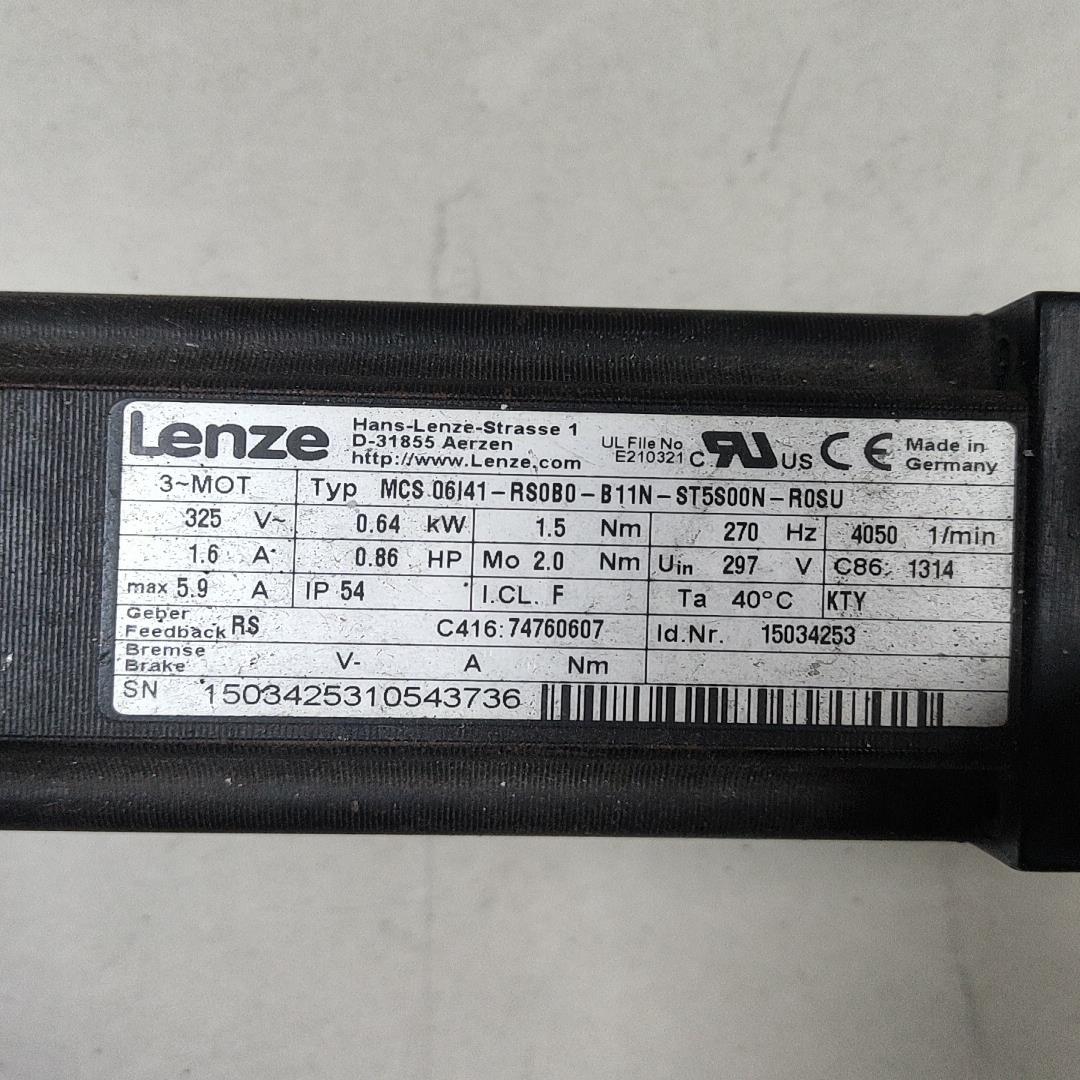 Lenze
Hans-Lenze-Strasse 1
D-31855 Aerzen
http://www.Lenze.com
UL File No
E210321
C RU US CE
Made in
Germany
3~MOT Typ MCS 06I41-RS0B0-B11N-ST5S00N-R0SU
325 V~ 0.64 kW 1.5 Nm 270 Hz 4050 1/min
1.6 A 0.86 HP Mo 2.0 Nm Uin 297 V C86: 1314
max 5.9 A IP 54 I.CL. F Ta 40°C KTY
Geber
Feedback RS C416: 74760607 Id.Nr. 15034253
Bremse
Brake V- A Nm
SN 1503425310543736